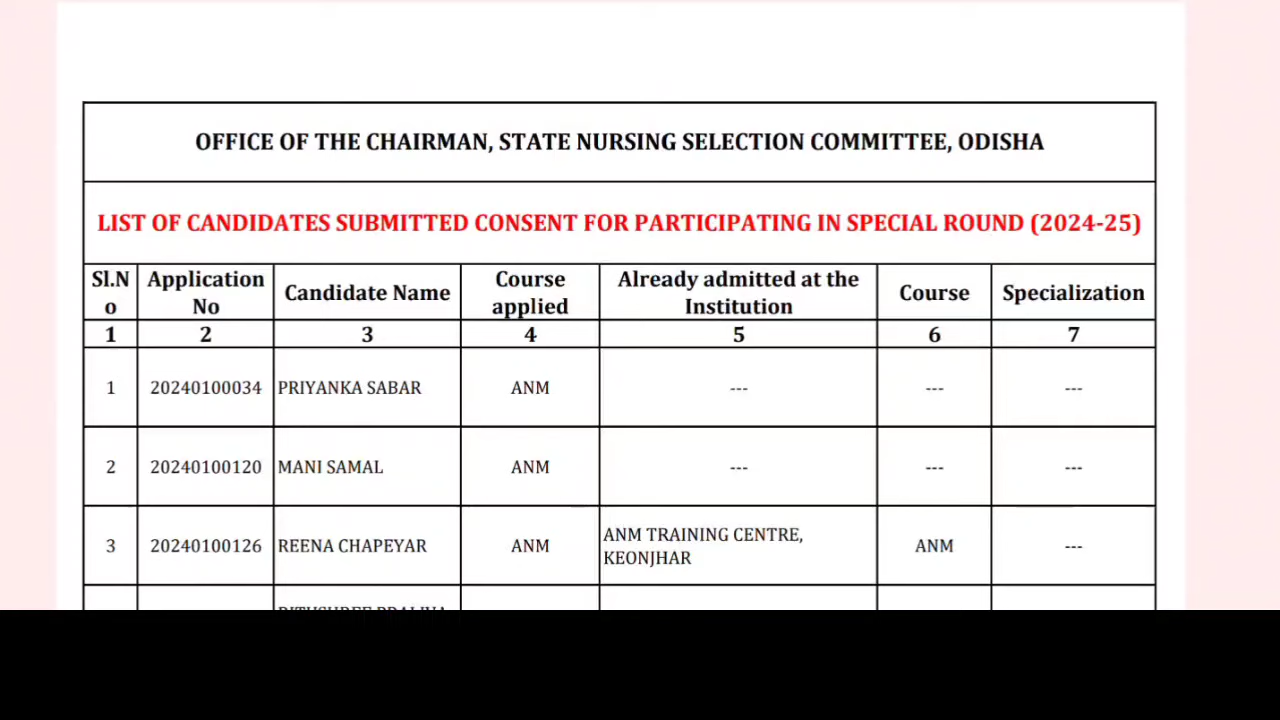 OFFICE OF THE CHAIRMAN, STATE NURSING SELECTION COMMITTEE, ODISHA
LIST OF CANDIDATES SUBMITTED CONSENT FOR PARTICIPATING IN SPECIAL ROUND (2024-25)
Sl.N
o
Application
No
Candidate Name
Course
applied
Already admitted at the
Institution
Course
Specialization
1 2 3 4 5 6 7
1 20240100034 PRIYANKA SABAR ANM --- --- ---
2 20240100120 MANI SAMAL ANM --- --- ---
3 20240100126 REENA CHAPEYAR ANM ANM TRAINING CENTRE,
KEONJHAR ANM ---